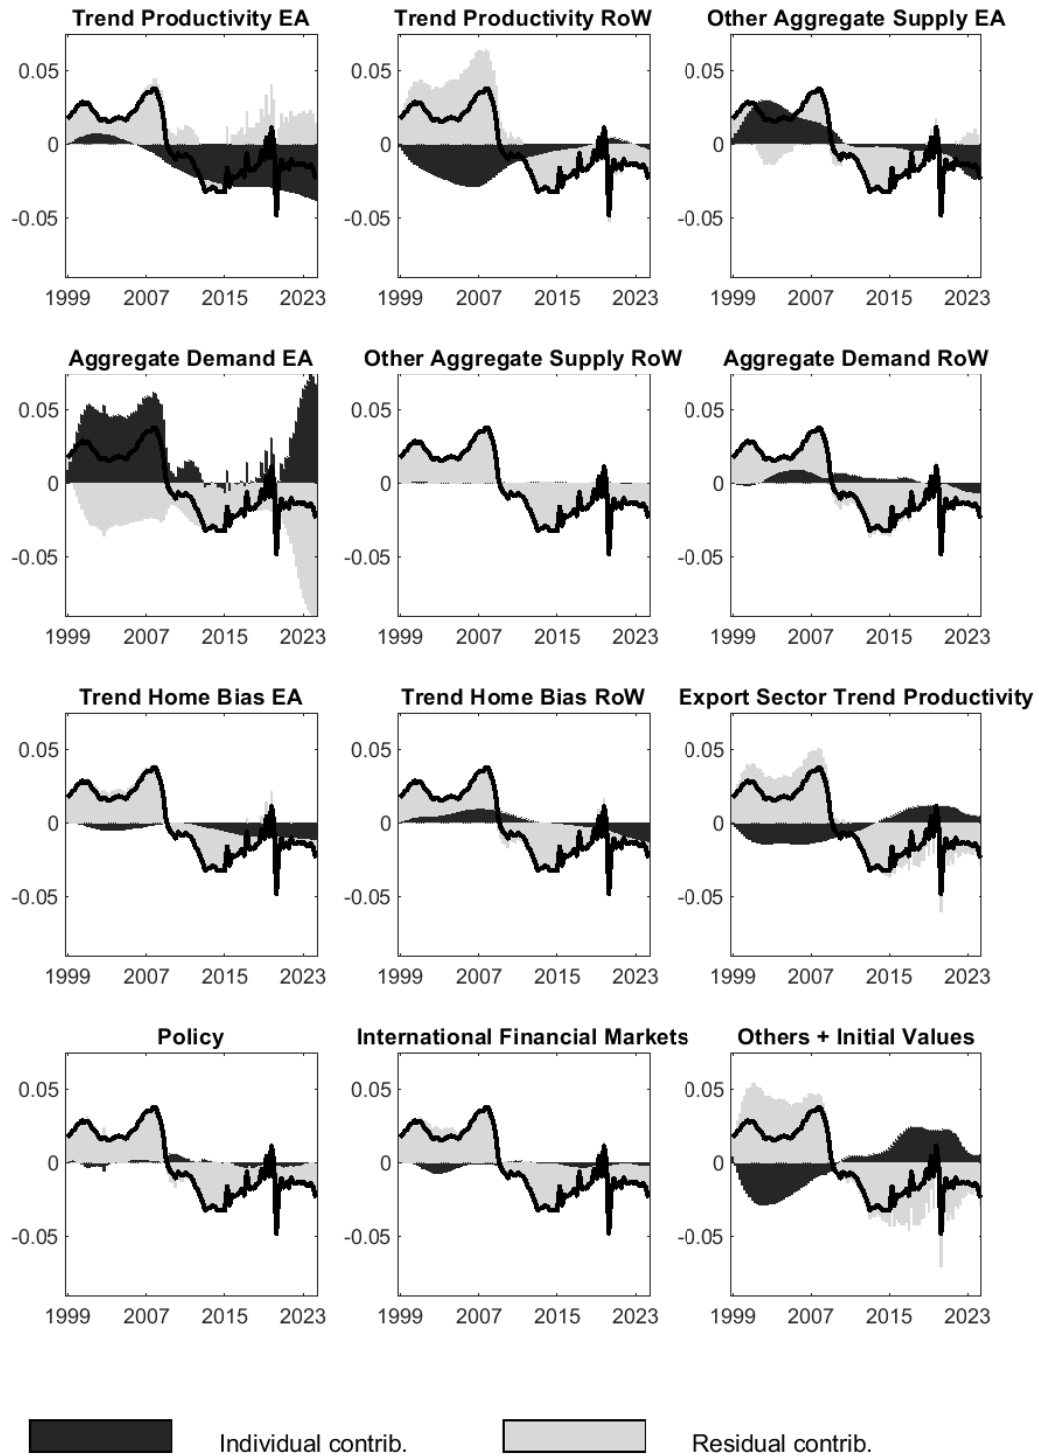 Trend Productivity EA
Trend Productivity RoW
Other Aggregate Supply EA
0.05
0
-0.05
1999 2007 2015 2023
0.05
0
-0.05
1999 2007 2015 2023
0.05
0
-0.05
1999 2007 2015 2023
Aggregate Demand EA
Other Aggregate Supply RoW
Aggregate Demand RoW
0.05
0
-0.05
1999 2007 2015 2023
0.05
0
-0.05
1999 2007 2015 2023
0.05
0
-0.05
1999 2007 2015 2023
Trend Home Bias EA
Trend Home Bias RoW
Export Sector Trend Productivity
0.05
0
-0.05
1999 2007 2015 2023
0.05
0
-0.05
1999 2007 2015 2023
0.05
0
-0.05
1999 2007 2015 2023
Policy
International Financial Markets
Others + Initial Values
0.05
0
-0.05
1999 2007 2015 2023
0.05
0
-0.05
1999 2007 2015 2023
0.05
0
-0.05
1999 2007 2015 2023
Individual contrib.
Residual contrib.